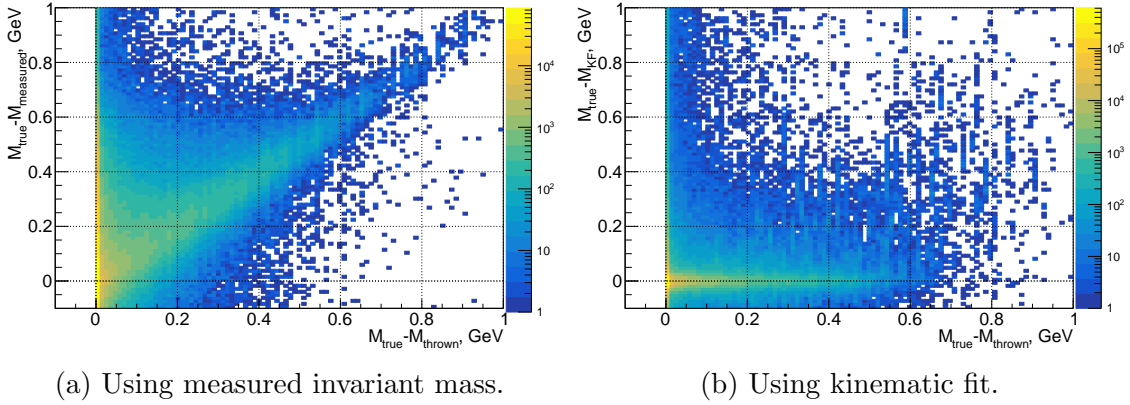 M_true-M_measured, GeV
1
0.8
0.6
0.4
0.2
0
0 0.2 0.4 0.6 0.8 1
M_true-M_thrown, GeV
10^4
10^3
10^2
10
1
(a) Using measured invariant mass.
M_true-M_KF, GeV
1
0.8
0.6
0.4
0.2
0
0 0.2 0.4 0.6 0.8 1
M_true-M_thrown, GeV
10^5
10^4
10^3
10^2
10
1
(b) Using kinematic fit.